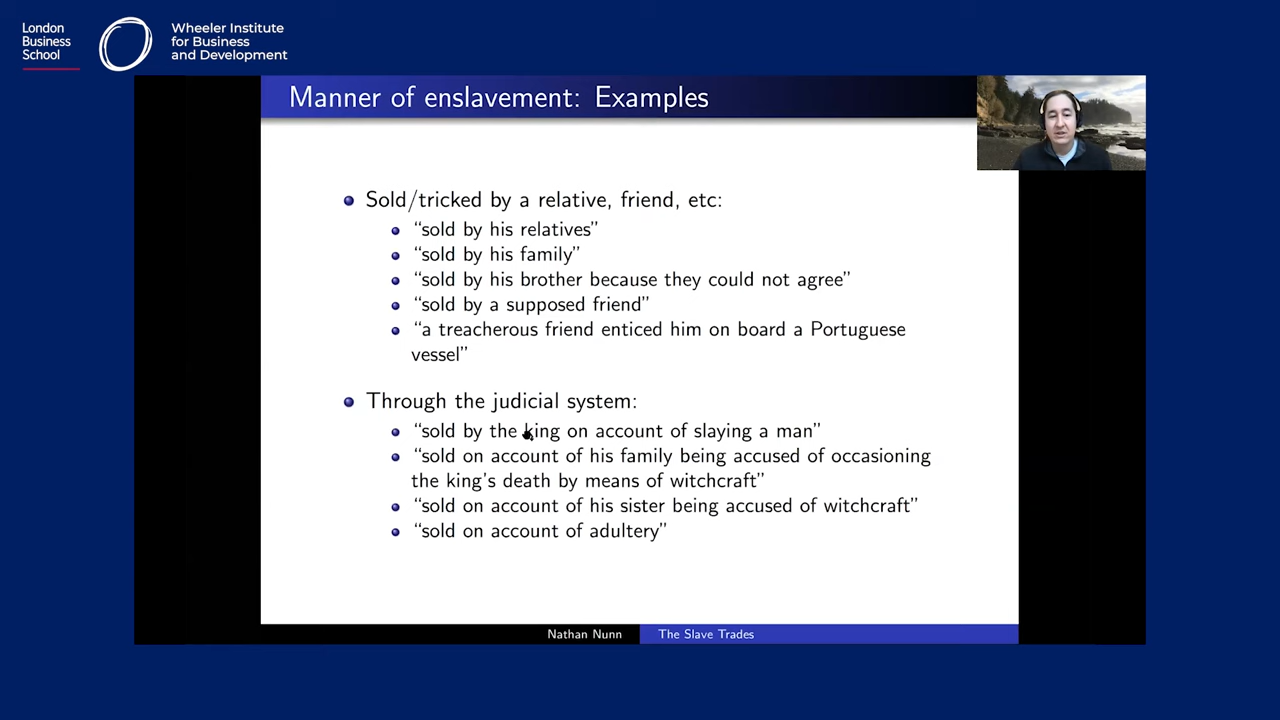 London
Business
School
Wheeler Institute
for Business
and Development
Manner of enslavement: Examples
Sold/tricked by a relative, friend, etc:
“sold by his relatives”
“sold by his family”
“sold by his brother because they could not agree”
“sold by a supposed friend”
“a treacherous friend enticed him on board a Portuguese
vessel”
Through the judicial system:
“sold by the king on account of slaying a man”
“sold on account of his family being accused of occasioning
the king’s death by means of witchcraft”
“sold on account of his sister being accused of witchcraft”
“sold on account of adultery”
Nathan Nunn
The Slave Trades